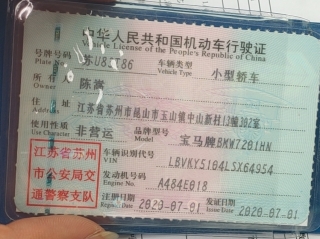 中华人民共和国机动车行驶证
Vehicle License of the People's Republic of China
号牌号码 苏U8 86 车辆类型 小型轿车
Plate No. Vehicle Type
所有人 陈誉
住址 江苏省苏州市昆山市玉山镇中山新村13幢302室
Address
使用性质 非营运 品牌型号 宝马牌BMW7201HN
Use Character Model
江苏省苏州
市公安局交
通警察支队
车辆识别代号 LBVKY5104LSX64954
VIN
发动机号码 A484E018
Engine No.
注册日期 2020-07-01 发证日期 2020-07-01
Register Date Issue Date